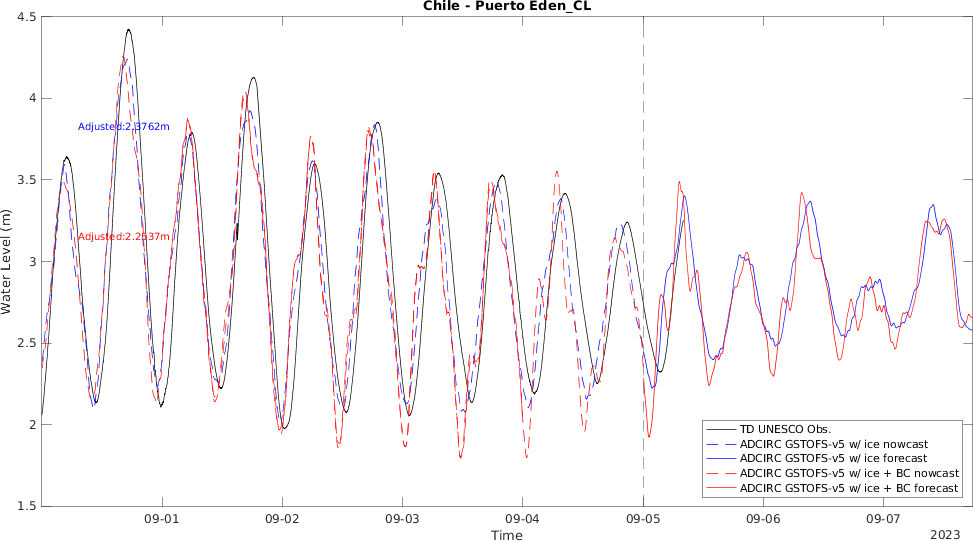 Chile - Puerto Eden_CL
4.5
4
3.5
3
2.5
2
1.5
Water Level (m)
Adjusted:2.3762m
Adjusted:2.2537m
TD UNESCO Obs.
ADCIRC GSTOFS-v5 w/ ice nowcast
ADCIRC GSTOFS-v5 w/ ice forecast
ADCIRC GSTOFS-v5 w/ ice + BC nowcast
ADCIRC GSTOFS-v5 w/ ice + BC forecast
09-01 09-02 09-03 09-04 09-05 09-06 09-07
Time
2023